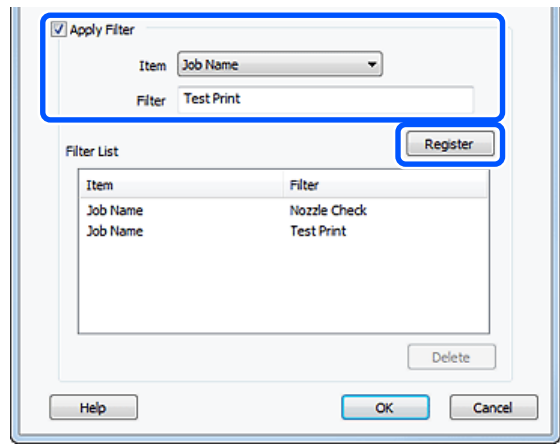 Apply Filter
Item Job Name
Filter Test Print
Register
Filter List
Item Filter
Job Name Nozzle Check
Job Name Test Print
Delete
Help OK Cancel